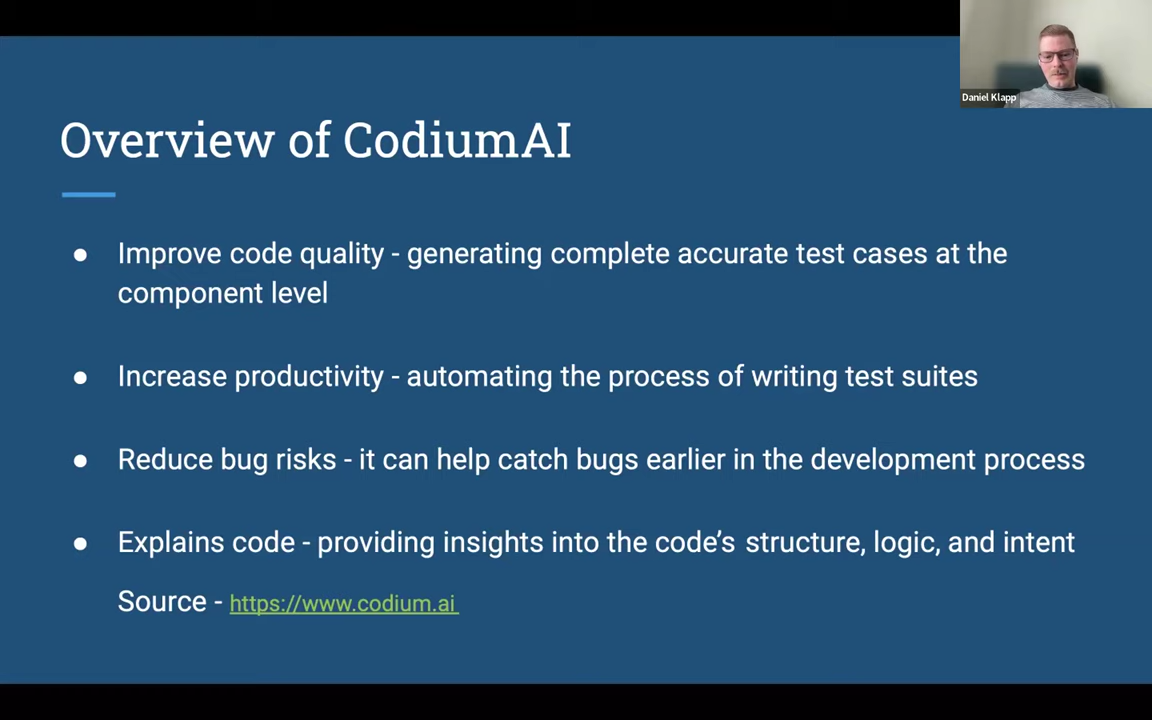 Daniel Klapp
Overview of CodiumAI
● Improve code quality - generating complete accurate test cases at the
component level
● Increase productivity - automating the process of writing test suites
● Reduce bug risks - it can help catch bugs earlier in the development process
● Explains code - providing insights into the code’s structure, logic, and intent
Source - https://www.codium.ai